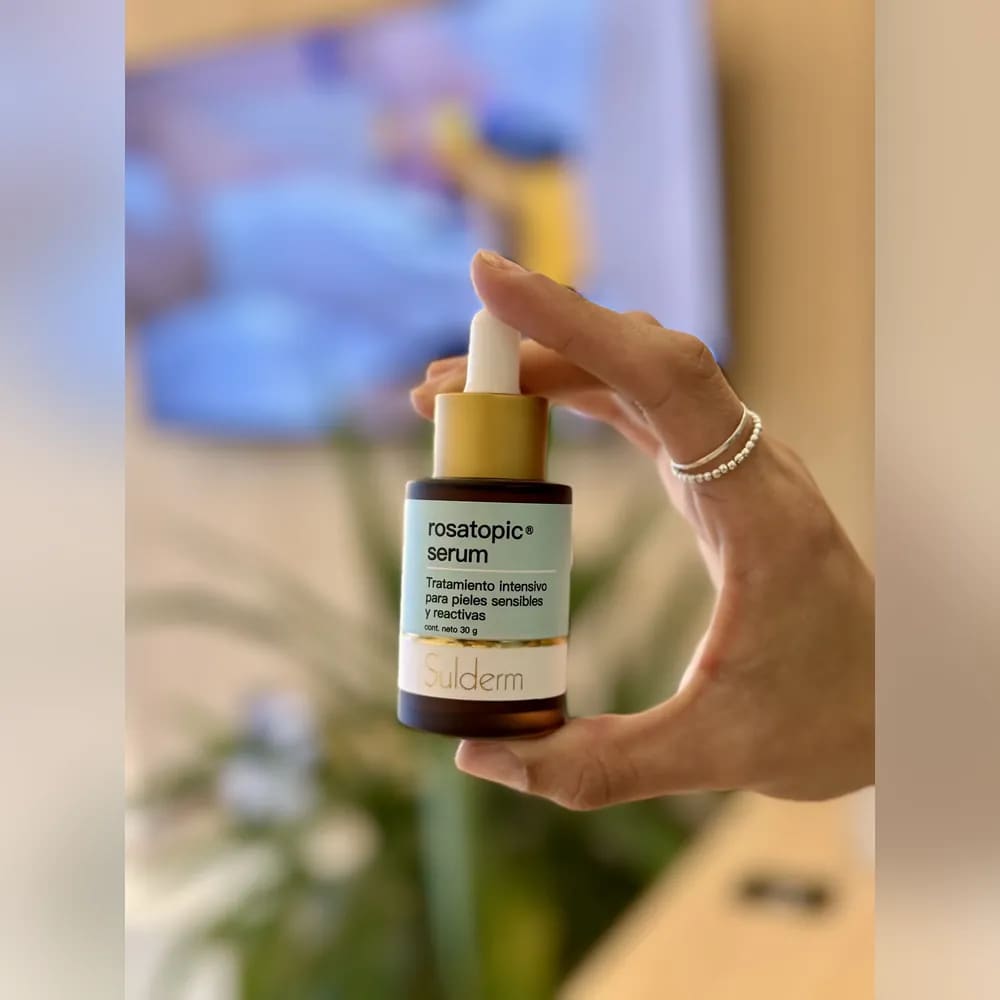 rosatopic®
serum
Tratamiento intensivo
para pieles sensibles
y reactivas
cont. neto 30 g
Sulderm